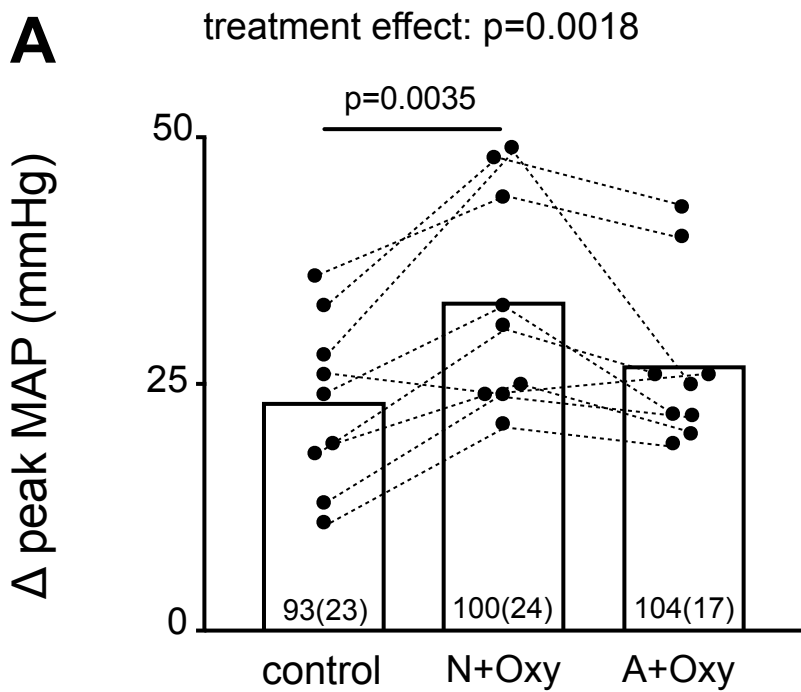 A
treatment effect: p=0.0018
p=0.0035
Δ peak MAP (mmHg)
50
25
0
93(23)
100(24)
104(17)
control
N+Oxy
A+Oxy